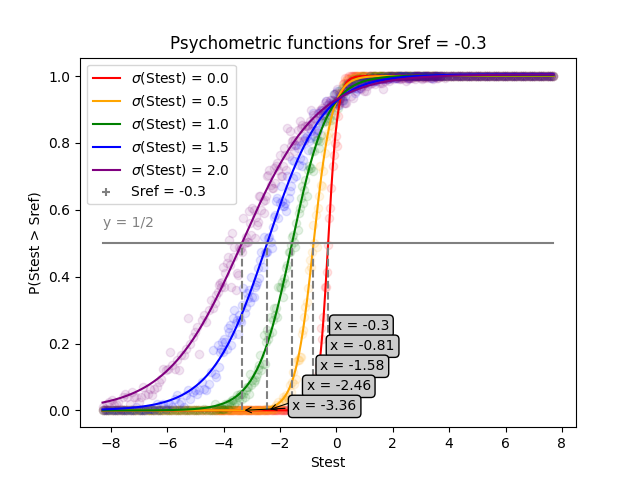 Psychometric functions for Sref = -0.3
P(Stest > Sref)
1.0
0.8
0.6
0.4
0.2
0.0
σ(Stest) = 0.0
σ(Stest) = 0.5
σ(Stest) = 1.0
σ(Stest) = 1.5
σ(Stest) = 2.0
Sref = -0.3
y = 1/2
x = -0.3
x = -0.81
x = -1.58
x = -2.46
x = -3.36
−8 −6 −4 −2 0 2 4 6 8
Stest